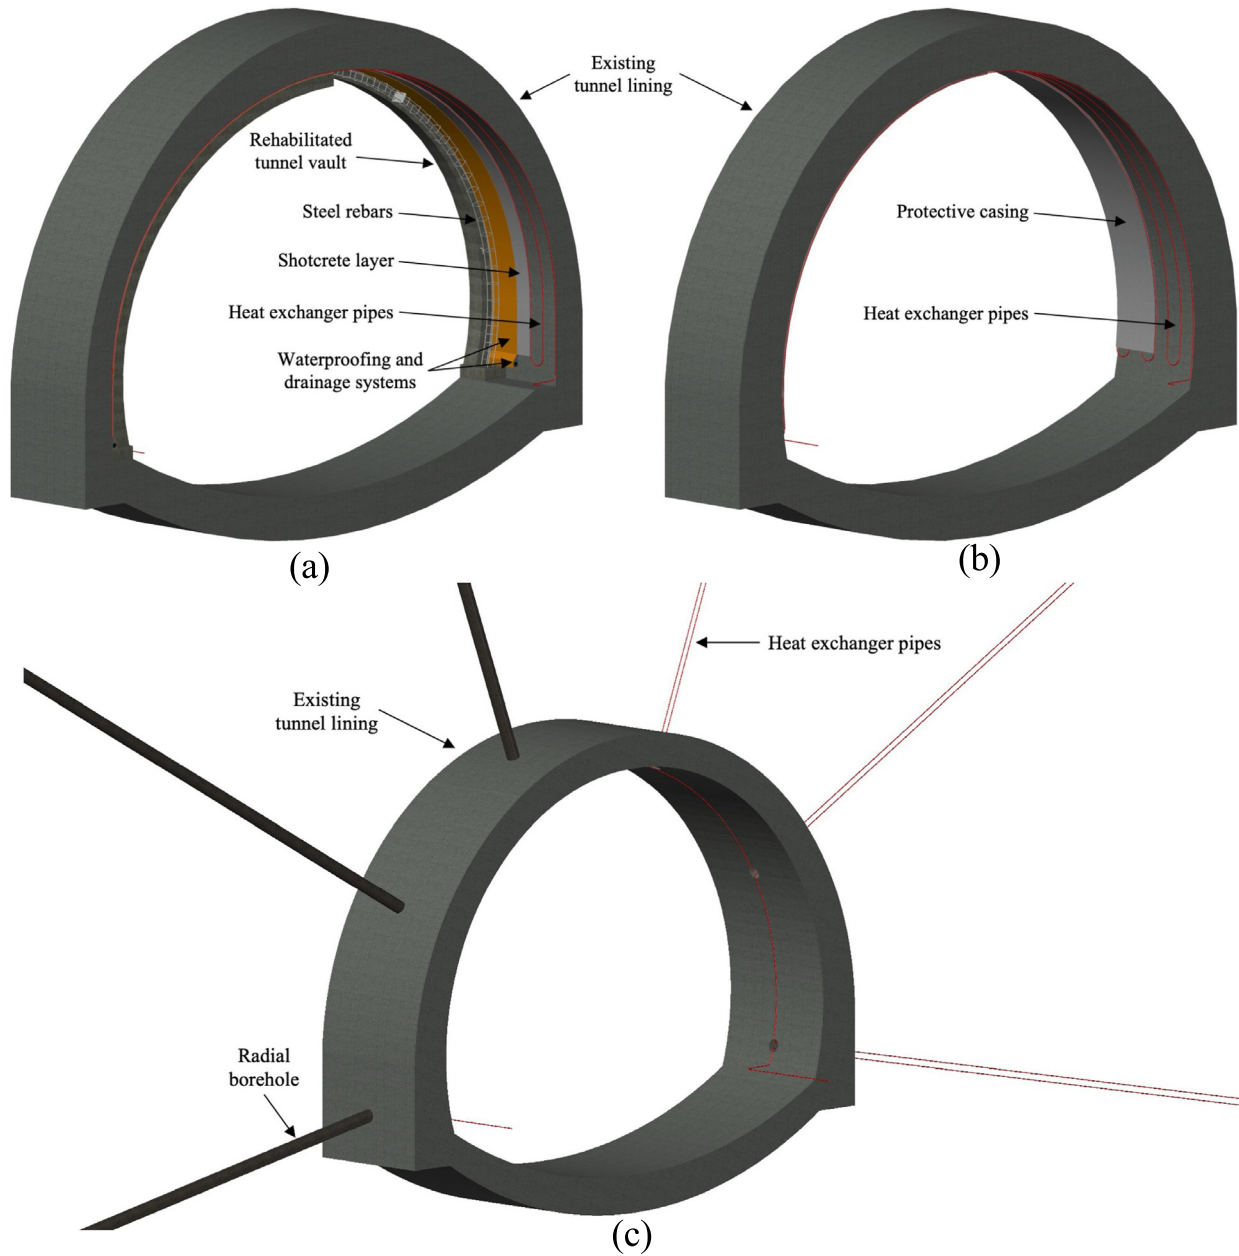 Existing
tunnel lining
Rehabilitated
tunnel vault
Steel rebars
Shotcrete layer
Heat exchanger pipes
Waterproofing and
drainage systems
(a)
Protective casing
Heat exchanger pipes
(b)
Heat exchanger pipes
Existing
tunnel lining
Radial
borehole
(c)